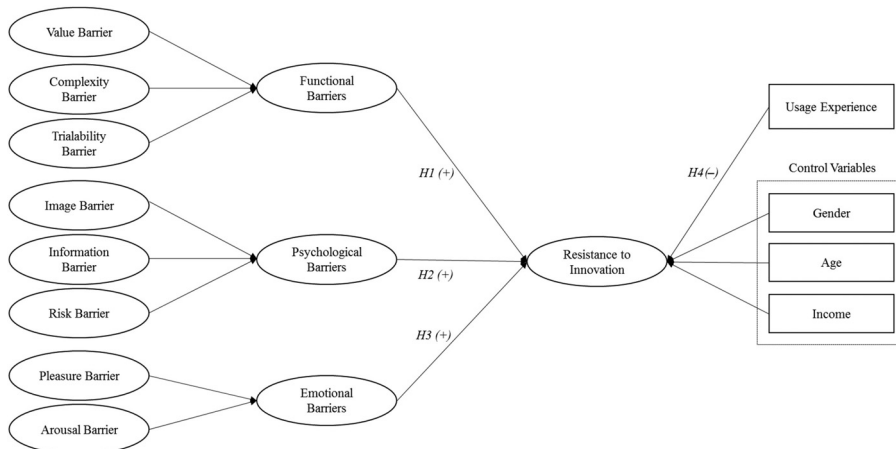 Value Barrier
Complexity
Barrier
Trialability
Barrier
Functional
Barriers
Image Barrier
Information
Barrier
Risk Barrier
Psychological
Barriers
Pleasure Barrier
Arousal Barrier
Emotional
Barriers
H1 (+)
H2 (+)
H3 (+)
Resistance to
Innovation
H4(–)
Usage Experience
Control Variables
Gender
Age
Income